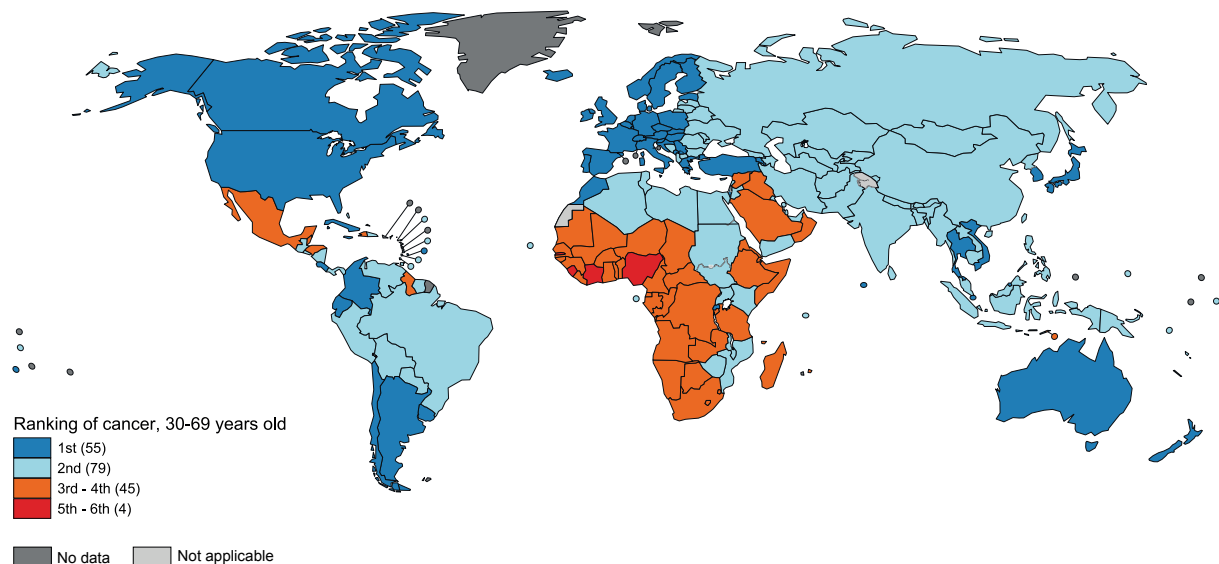 Ranking of cancer, 30-69 years old
1st (55)
2nd (79)
3rd - 4th (45)
5th - 6th (4)
No data
Not applicable